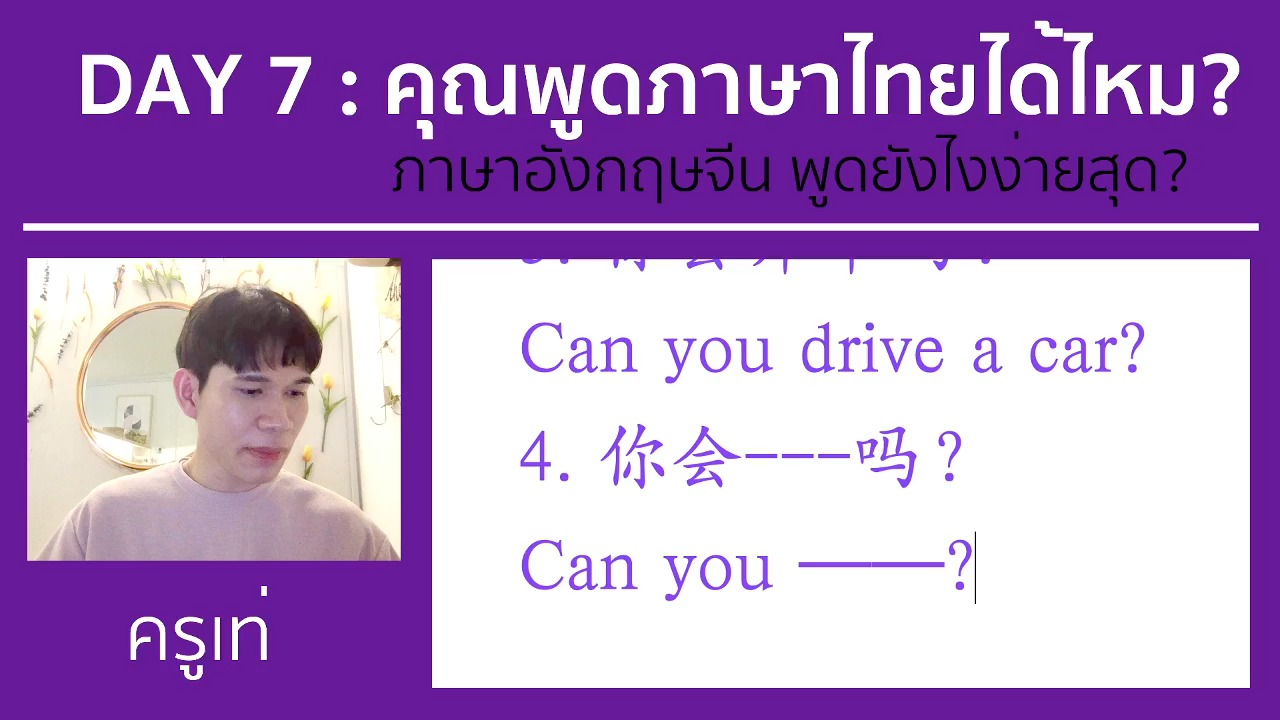 DAY 7 : คุณพูดภาษาไทยได้ไหม?
ภาษาอังกฤษจีน พูดยังไงง่ายสุด?
Can you drive a car?
4. 你会---吗?
Can you ——?
ครูเท่